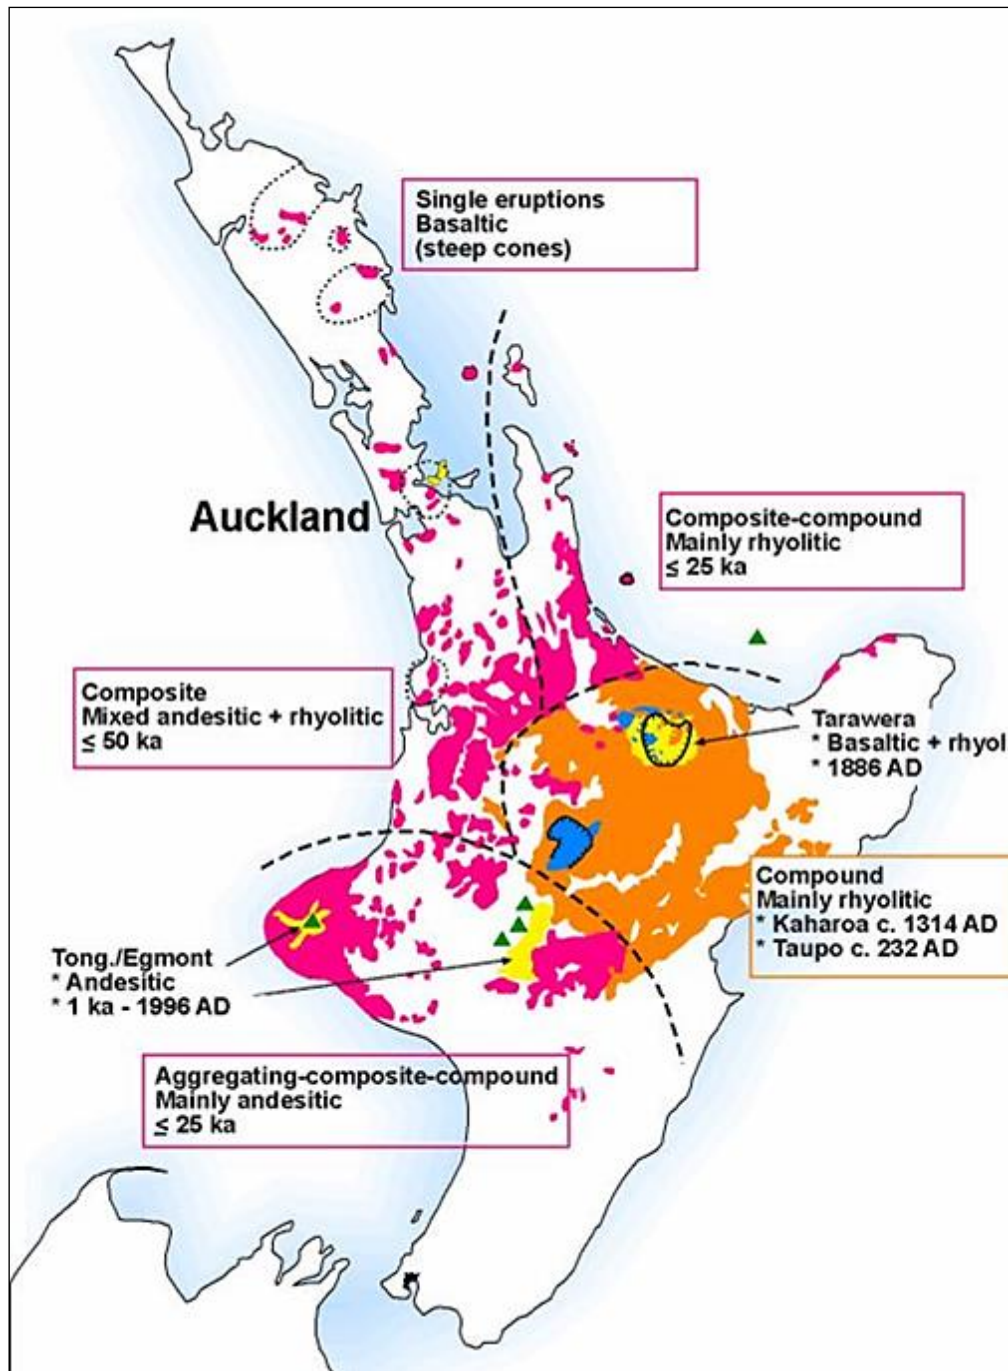 Single eruptions
Basaltic
(steep cones)
Auckland
Composite-compound
Mainly rhyolitic
≤ 25 ka
Composite
Mixed andesitic + rhyolitic
≤ 50 ka
Tarawera
* Basaltic + rhyol
* 1886 AD
Compound
Mainly rhyolitic
* Kaharoa c. 1314 AD
* Taupo c. 232 AD
Tong./Egmont
* Andesitic
* 1 ka - 1996 AD
Aggregating-composite-compound
Mainly andesitic
≤ 25 ka